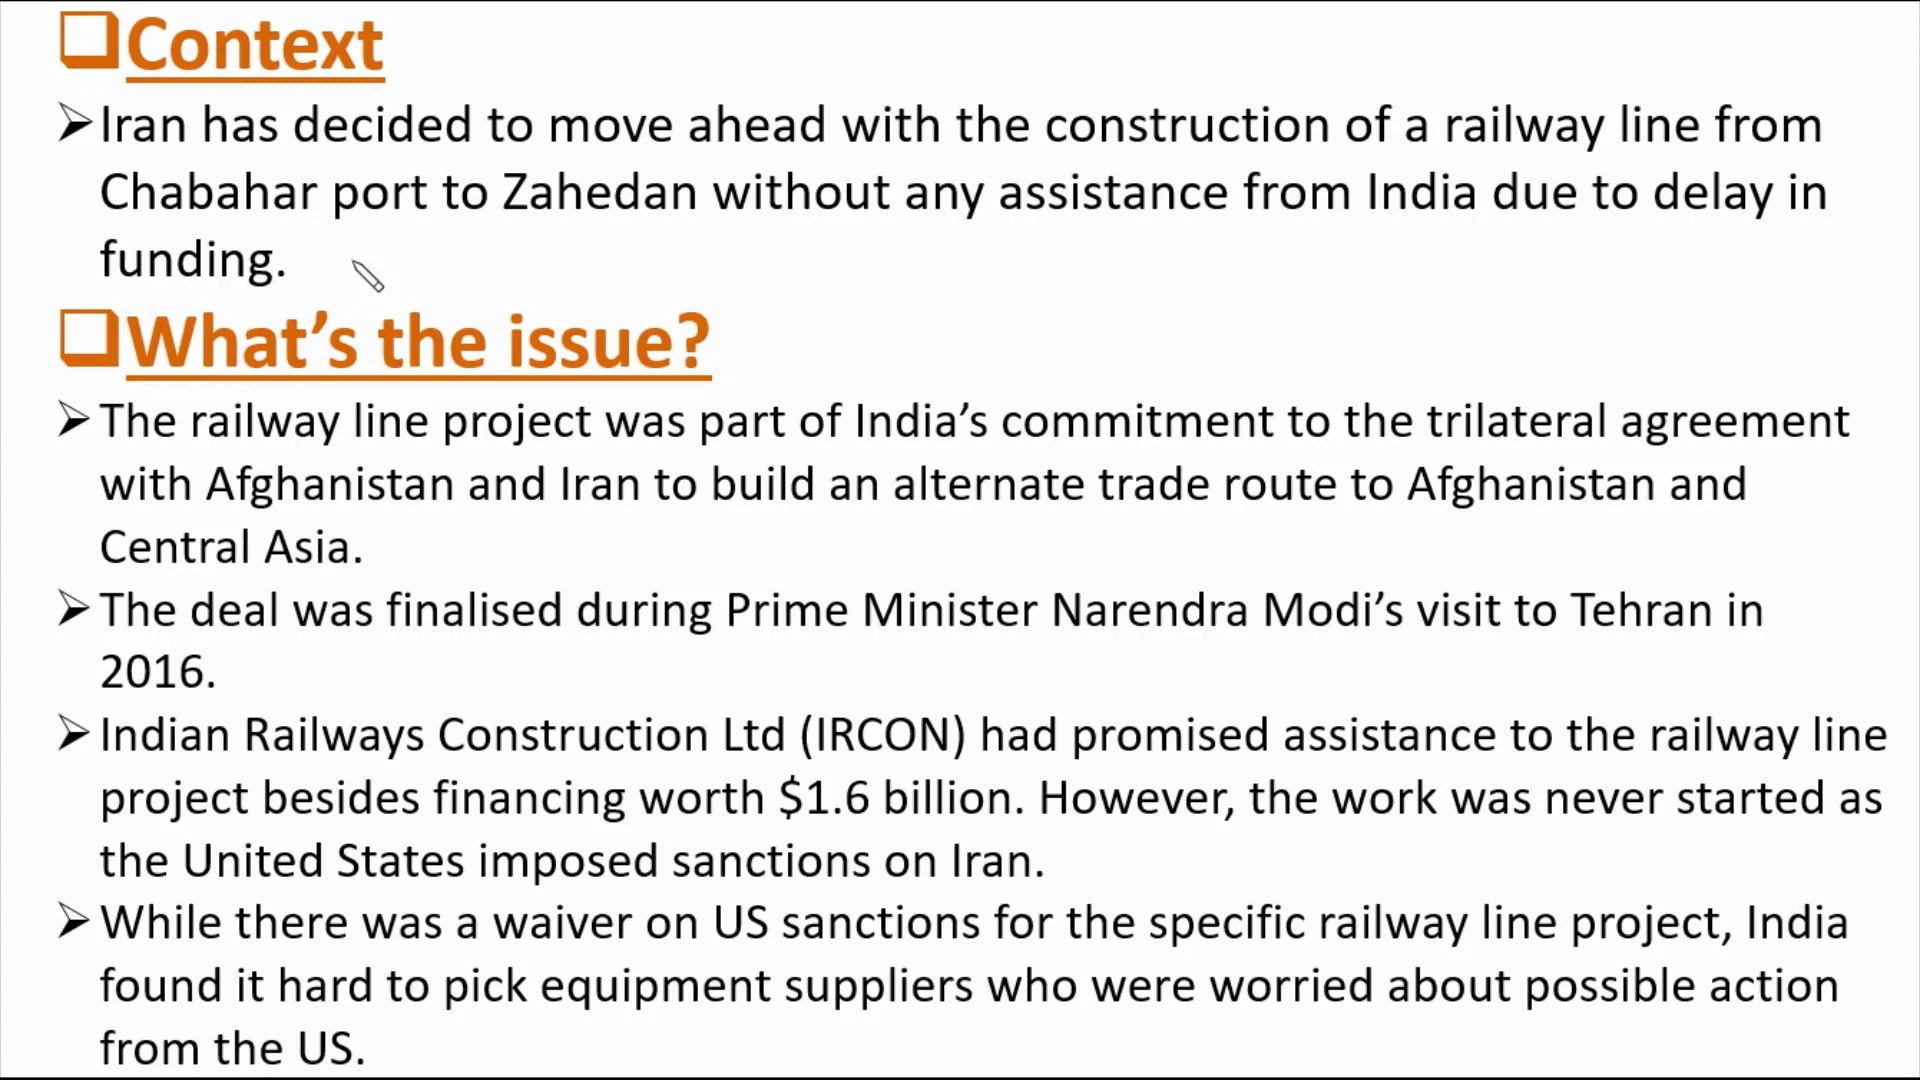 Context
Iran has decided to move ahead with the construction of a railway line from
Chabahar port to Zahedan without any assistance from India due to delay in
funding.
What’s the issue?
The railway line project was part of India’s commitment to the trilateral agreement
with Afghanistan and Iran to build an alternate trade route to Afghanistan and
Central Asia.
The deal was finalised during Prime Minister Narendra Modi’s visit to Tehran in
2016.
Indian Railways Construction Ltd (IRCON) had promised assistance to the railway line
project besides financing worth $1.6 billion. However, the work was never started as
the United States imposed sanctions on Iran.
While there was a waiver on US sanctions for the specific railway line project, India
found it hard to pick equipment suppliers who were worried about possible action
from the US.